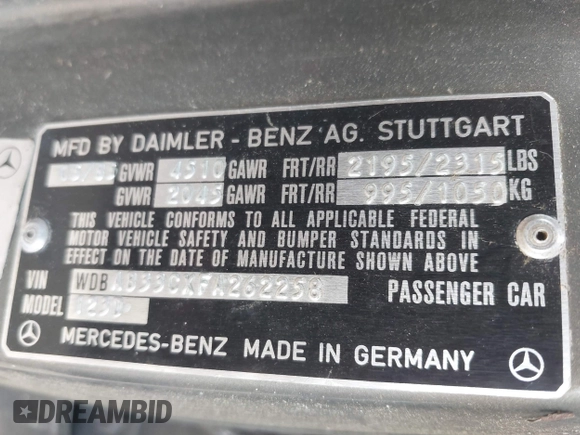 MFD BY DAIMLER - BENZ AG. STUTTGART
GVWR 4510 GAWR FRT/RR 2195/2315 LBS
GVWR 2045 GAWR FRT/RR 995/1050 KG
THIS VEHICLE CONFORMS TO ALL APPLICABLE FEDERAL
MOTOR VEHICLE SAFETY AND BUMPER STANDARDS IN
EFFECT ON THE DATE OF MANUFACTURE SHOWN ABOVE
VIN WDB PASSENGER CAR
MODEL
MERCEDES-BENZ MADE IN GERMANY
DREAMBID